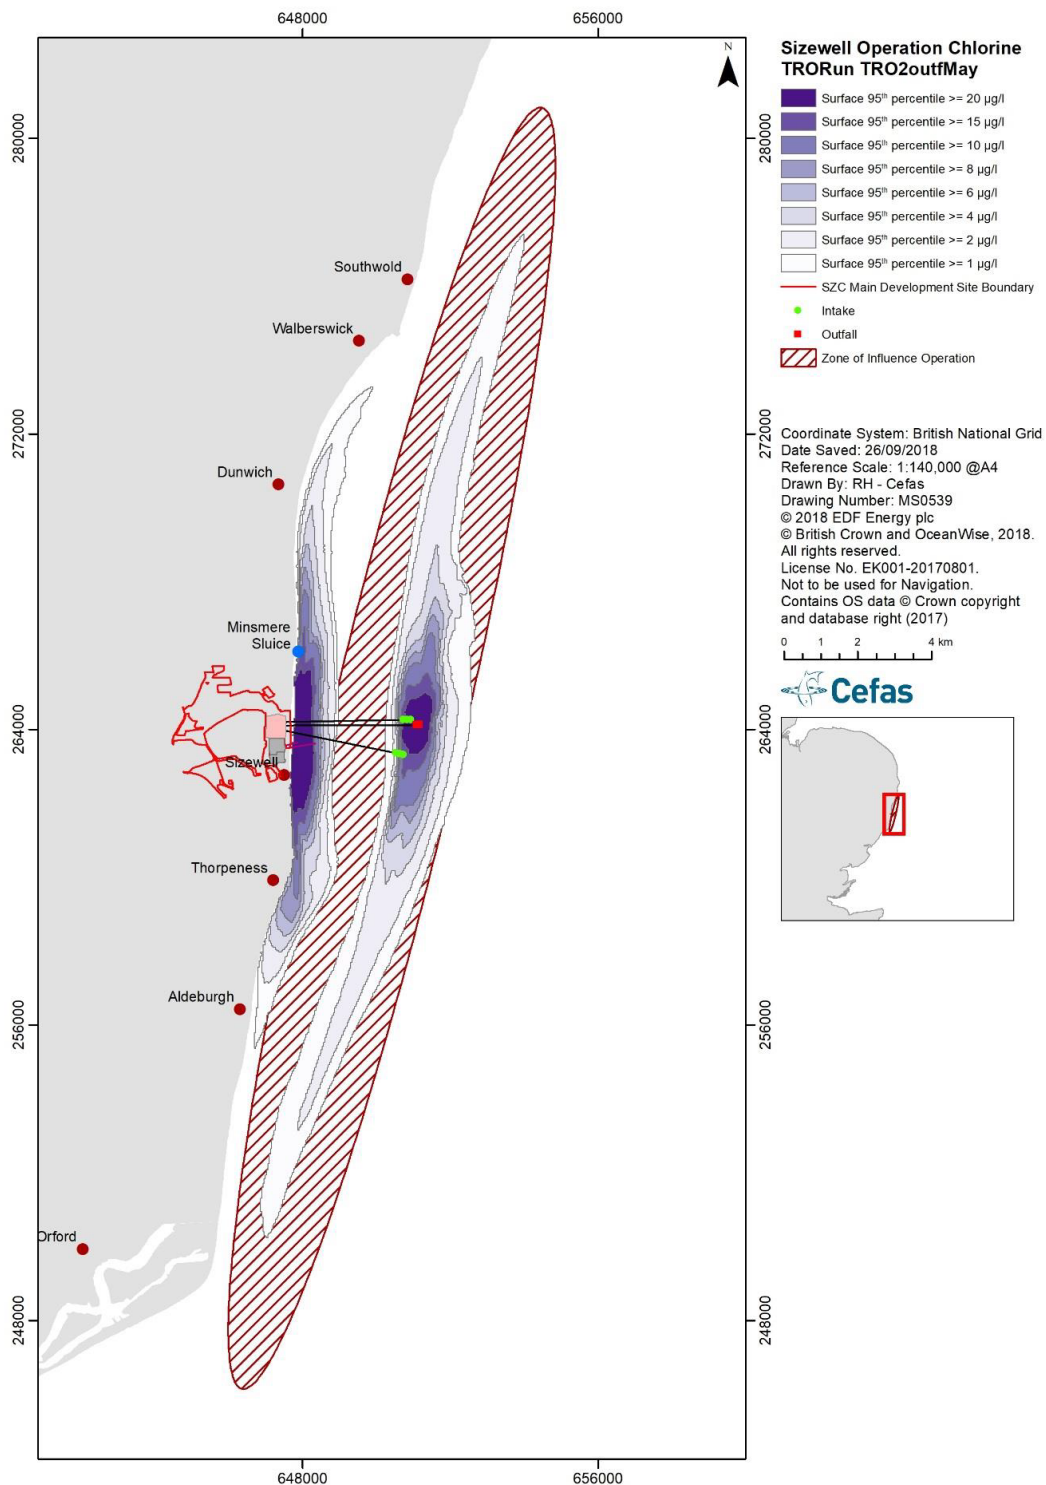 648000
656000
N
280000
272000
264000
256000
248000
Southwold
Walberswick
Dunwich
Minsmere
Sluice
Sizewell
Thorpeness
Aldeburgh
Orford
280000
272000
264000
256000
248000
648000
656000
Sizewell Operation Chlorine
TRORun TRO2outfMay
Surface 95th percentile >= 20 µg/l
Surface 95th percentile >= 15 µg/l
Surface 95th percentile >= 10 µg/l
Surface 95th percentile >= 8 µg/l
Surface 95th percentile >= 6 µg/l
Surface 95th percentile >= 4 µg/l
Surface 95th percentile >= 2 µg/l
Surface 95th percentile >= 1 µg/l
SZC Main Development Site Boundary
Intake
Outfall
Zone of Influence Operation
Coordinate System: British National Grid
Date Saved: 26/09/2018
Reference Scale: 1:140,000 @A4
Drawn By: RH - Cefas
Drawing Number: MS0539
© 2018 EDF Energy plc
© British Crown and OceanWise, 2018.
All rights reserved.
License No. EK001-20170801.
Not to be used for Navigation.
Contains OS data © Crown copyright
and database right (2017)
0 1 2 4 km
Cefas